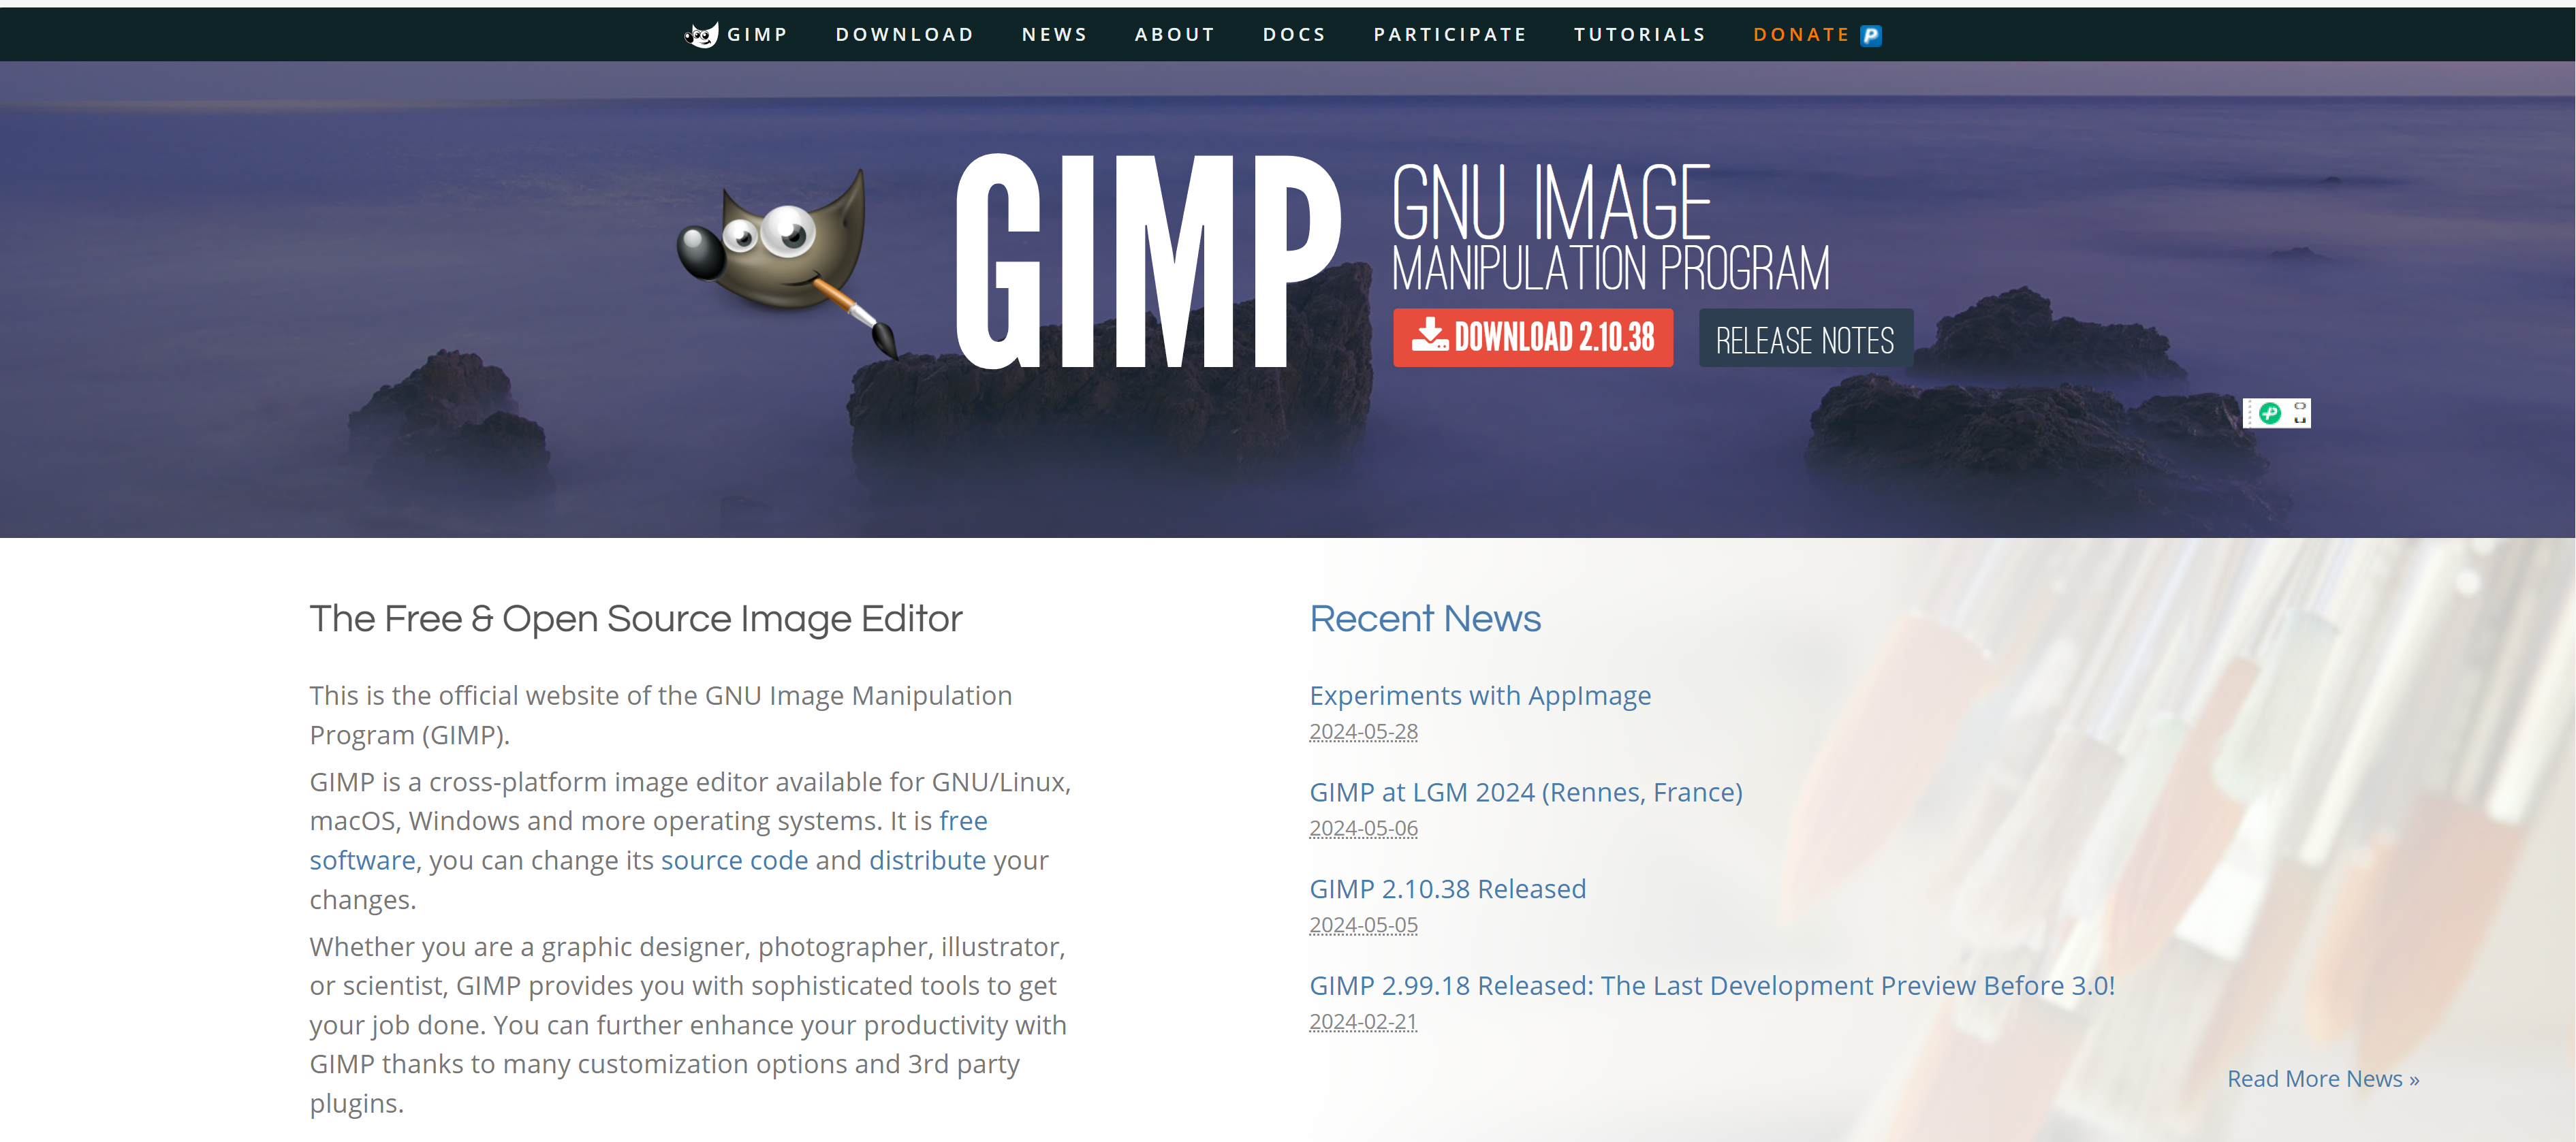 GIMP DOWNLOAD NEWS ABOUT DOCS PARTICIPATE TUTORIALS DONATE
GIMP
GNU IMAGE
MANIPULATION PROGRAM
DOWNLOAD 2.10.38
RELEASE NOTES
The Free & Open Source Image Editor
This is the official website of the GNU Image Manipulation
Program (GIMP).
GIMP is a cross-platform image editor available for GNU/Linux,
macOS, Windows and more operating systems. It is free
software, you can change its source code and distribute your
changes.
Whether you are a graphic designer, photographer, illustrator,
or scientist, GIMP provides you with sophisticated tools to get
your job done. You can further enhance your productivity with
GIMP thanks to many customization options and 3rd party
plugins.
Recent News
Experiments with AppImage
2024-05-28
GIMP at LGM 2024 (Rennes, France)
2024-05-06
GIMP 2.10.38 Released
2024-05-05
GIMP 2.99.18 Released: The Last Development Preview Before 3.0!
2024-02-21
Read More News »